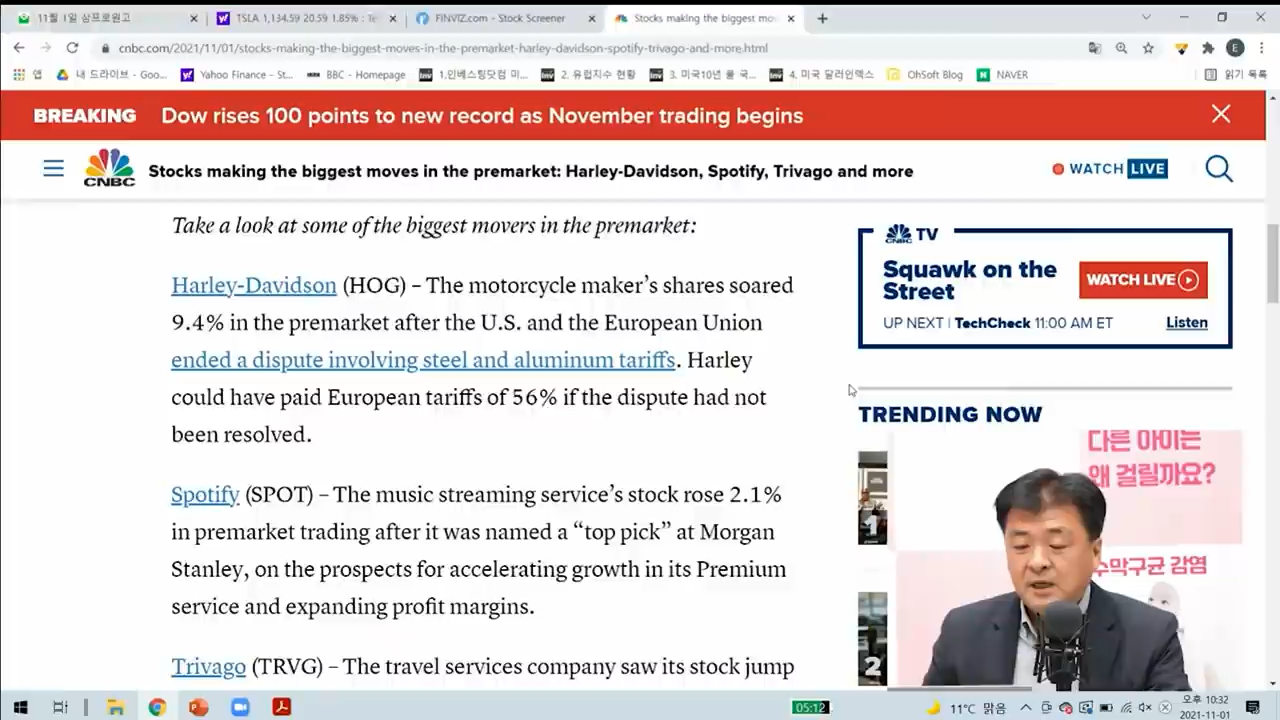 11월 1일 삼프로원고
TSLA 1,134.59 20.59 1.85% : Te
FINVIZ.com - Stock Screener
Stocks making the biggest mo
cnbc.com/2021/11/01/stocks-making-the-biggest-moves-in-the-premarket-harley-davidson-spotify-trivago-and-more.html
E
앱
내 드라이브 - Goo...
Yahoo Finance – St...
BBC - Homepage
1.인베스팅닷컴 미...
2. 유럽지수 현황
3. 미국10년 물 국...
4. 미국 달러인덱스
OhSoft Blog
NAVER
읽기 목록
BREAKING Dow rises 100 points to new record as November trading begins
CNBC
Stocks making the biggest moves in the premarket: Harley-Davidson, Spotify, Trivago and more
WATCH LIVE
Take a look at some of the biggest movers in the premarket:
Harley-Davidson (HOG) – The motorcycle maker's shares soared
9.4% in the premarket after the U.S. and the European Union
ended a dispute involving steel and aluminum tariffs. Harley
could have paid European tariffs of 56% if the dispute had not
been resolved.
Spotify (SPOT) – The music streaming service's stock rose 2.1%
in premarket trading after it was named a “top pick” at Morgan
Stanley, on the prospects for accelerating growth in its Premium
service and expanding profit margins.
Trivago (TRVG) – The travel services company saw its stock jump
CNBC TV
Squawk on the
Street
WATCH LIVE
UP NEXT | TechCheck 11:00 AM ET
Listen
TRENDING NOW
1
2
다른 아이는
왜 걸릴까요?
수막구균 감염
05:12
11°C 맑음
오후 10:32
2021-11-01